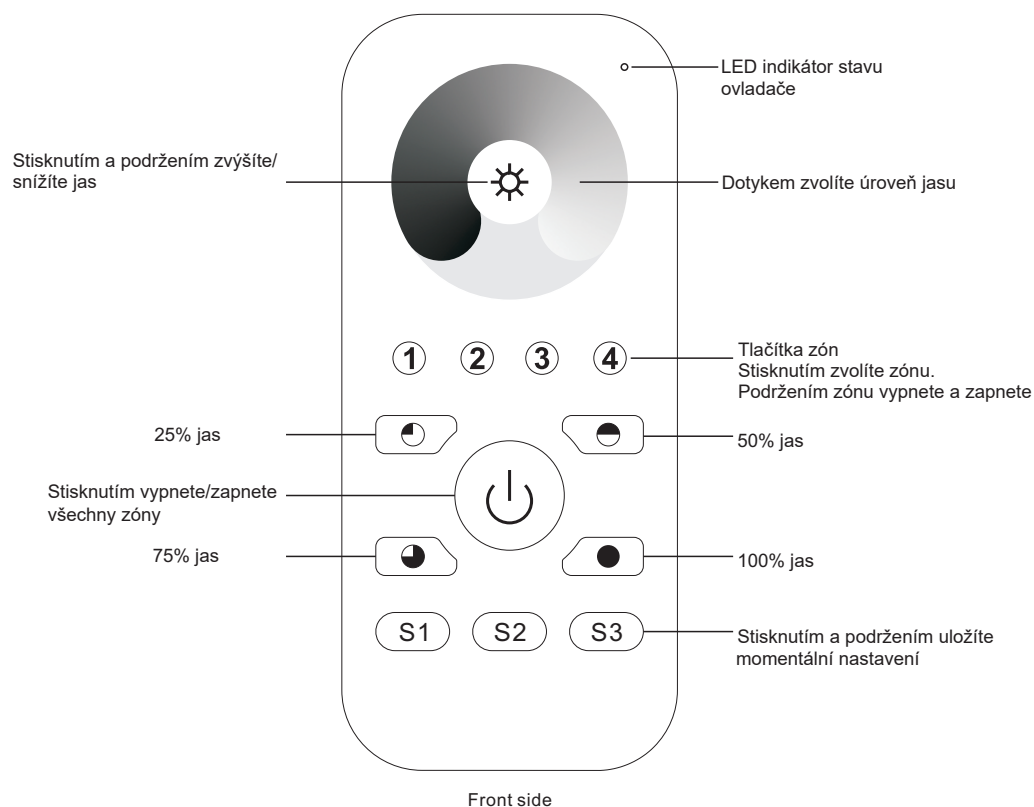 LED indikátor stavu
ovladače
Stisknutím a podržením zvýšíte/
snížíte jas
Dotykem zvolíte úroveň jasu
1 2 3 4
Tlačítka zón
Stisknutím zvolíte zónu.
Podržením zónu vypnete a zapnete
25% jas
50% jas
Stisknutím vypnete/zapnete
všechny zóny
75% jas
100% jas
S1 S2 S3
Stisknutím a podržením uložíte
momentální nastavení
Front side